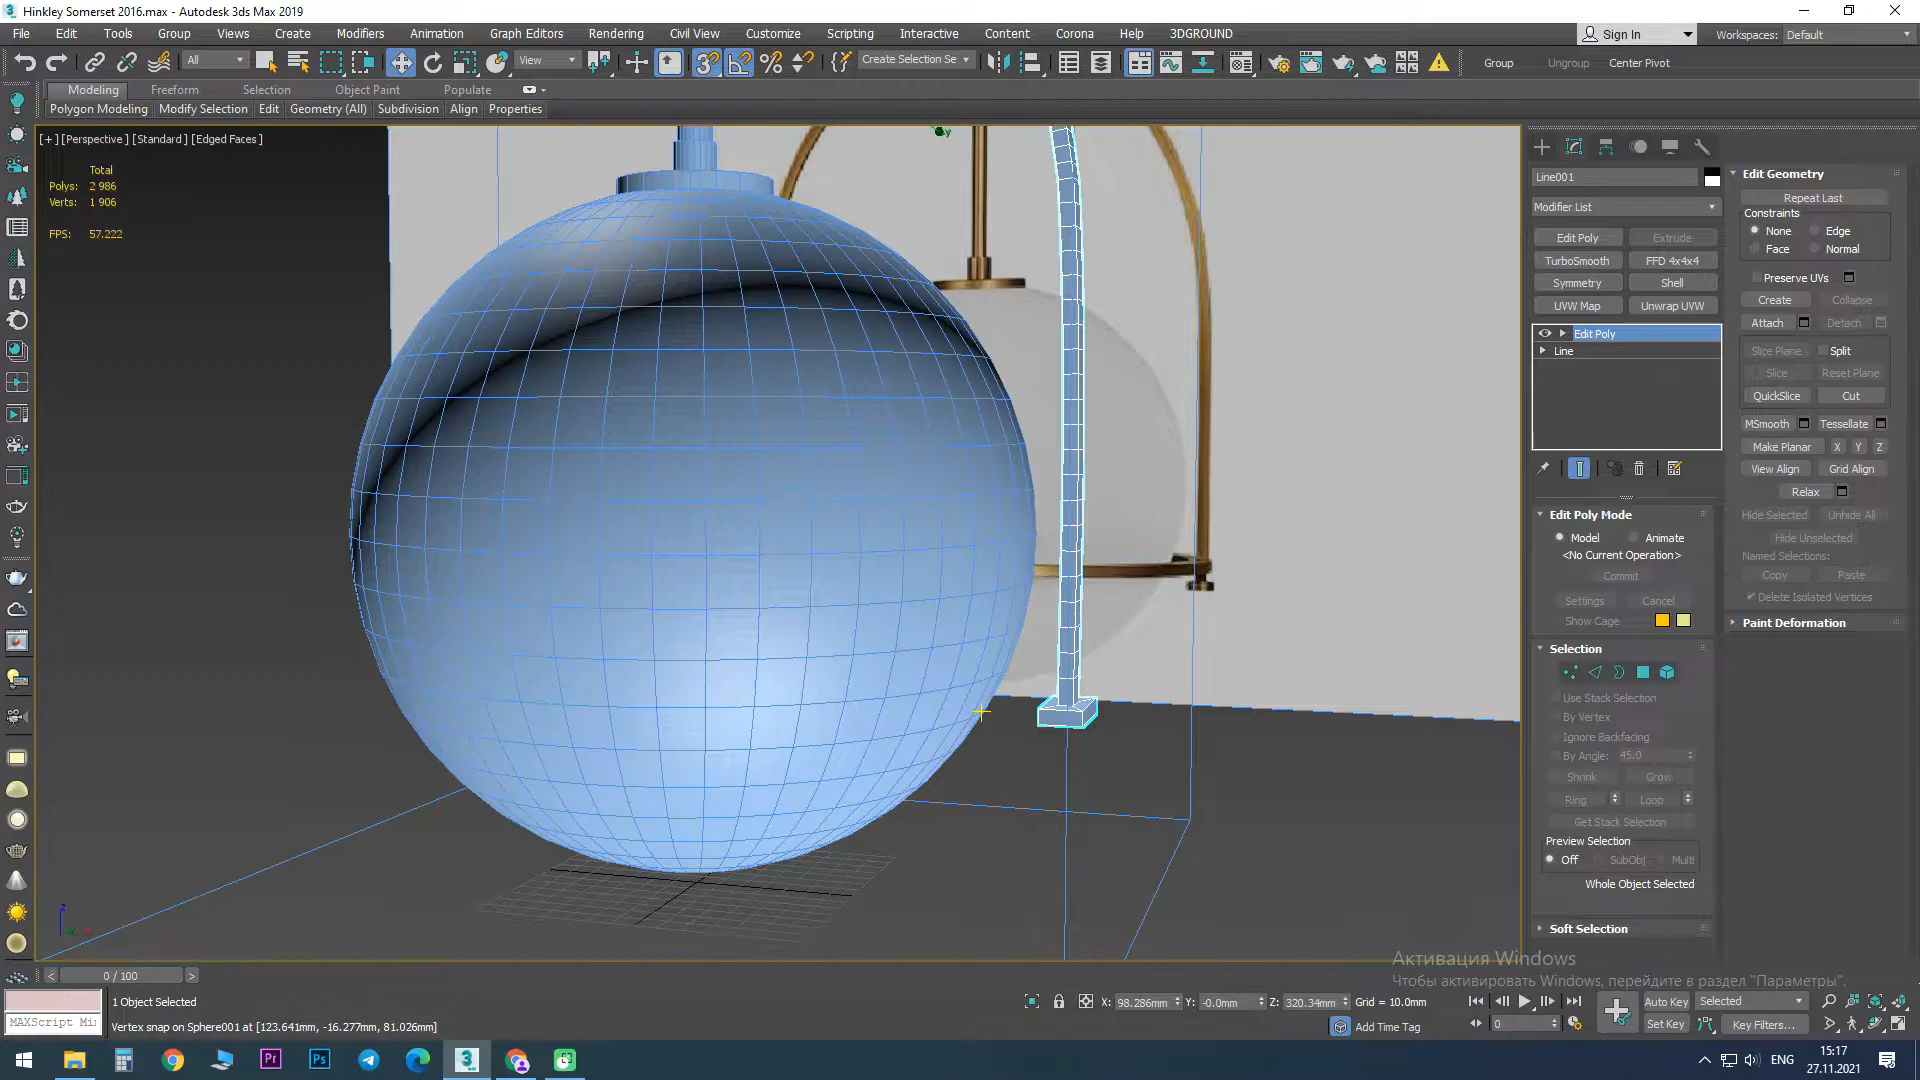 Hinkley Somerset 2016.max - Autodesk 3ds Max 2019
File Edit Tools Group Views Create Modifiers Animation Graph Editors Rendering Civil View Customize Scripting Interactive Content Corona Help 3DGROUND
Sign In
Workspaces: Default
All
View
Create Selection Se
Group Ungroup Center Pivot
Modeling Freeform Selection Object Paint Populate
Polygon Modeling Modify Selection Edit Geometry (All) Subdivision Align Properties
[+] [Perspective] [Standard] [Edged Faces]
Total
Polys: 2 986
Verts: 1 906
FPS: 57.222
y
z
Line001
Modifier List
Edit Poly Extrude
TurboSmooth FFD 4x4x4
Symmetry Shell
UVW Map Unwrap UVW
Edit Poly
Line
Edit Poly Mode
Model Animate
<No Current Operation>
Commit
Settings Cancel
Show Cage
Selection
Use Stack Selection
By Vertex
Ignore Backfacing
By Angle: 45.0
Shrink Grow
Ring Loop
Get Stack Selection
Preview Selection
Off SubObj Multi
Whole Object Selected
Soft Selection
Edit Geometry
Repeat Last
Constraints
None Edge
Face Normal
Preserve UVs
Create Collapse
Attach Detach
Slice Plane Split
Slice Reset Plane
QuickSlice Cut
MSmooth Tessellate
Make Planar X Y Z
View Align Grid Align
Relax
Hide Selected Unhide All
Hide Unselected
Named Selections:
Copy Paste
Delete Isolated Vertices
Paint Deformation
Активация Windows
Чтобы активировать Windows, перейдите в раздел "Параметры".
< 0 / 100 >
1 Object Selected
X: 98.286mm Y: -0.0mm Z: 320.34mm Grid = 10.0mm
Auto Key Selected
MAXScript Mi
Vertex snap on Sphere001 at [123.641mm, -16.277mm, 81.026mm]
Add Time Tag
0
Set Key Key Filters...
Pr
Ps
3
ENG
15:17
27.11.2021